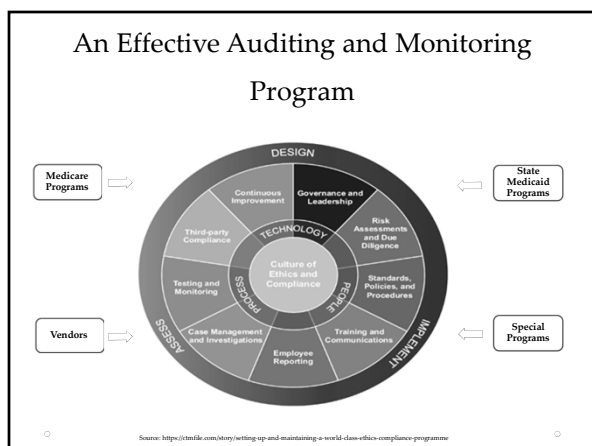 An Effective Auditing and Monitoring
Program
Medicare
Programs
State
Medicaid
Programs
Vendors
Special
Programs
DESIGN
IMPLEMENT
ASSESS
Governance and
Leadership
Risk
Assessments
and Due
Diligence
Standards,
Policies, and
Procedures
Training and
Communications
Employee
Reporting
Case Management
and Investigations
Testing and
Monitoring
Third-party
Compliance
Continuous
Improvement
TECHNOLOGY
PEOPLE
PROCESS
Culture of
Ethics and
Compliance
Source: https://ctmfile.com/story/setting-up-and-maintaining-a-world-class-ethics-compliance-programme